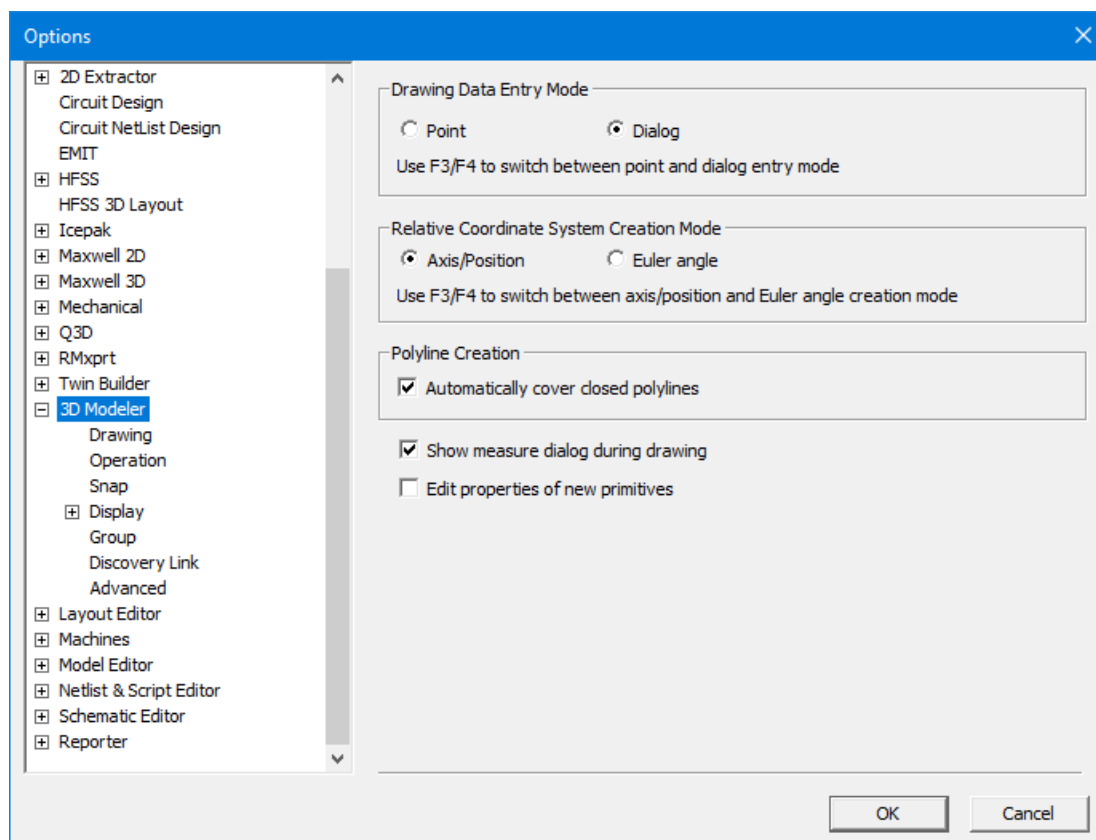 Options
2D Extractor
Circuit Design
Circuit NetList Design
EMIT
HFSS
HFSS 3D Layout
Icepak
Maxwell 2D
Maxwell 3D
Mechanical
Q3D
RMxprt
Twin Builder
3D Modeler
Drawing
Operation
Snap
Display
Group
Discovery Link
Advanced
Layout Editor
Machines
Model Editor
Netlist & Script Editor
Schematic Editor
Reporter
Drawing Data Entry Mode
Point Dialog
Use F3/F4 to switch between point and dialog entry mode
Relative Coordinate System Creation Mode
Axis/Position Euler angle
Use F3/F4 to switch between axis/position and Euler angle creation mode
Polyline Creation
Automatically cover closed polylines
Show measure dialog during drawing
Edit properties of new primitives
OK Cancel